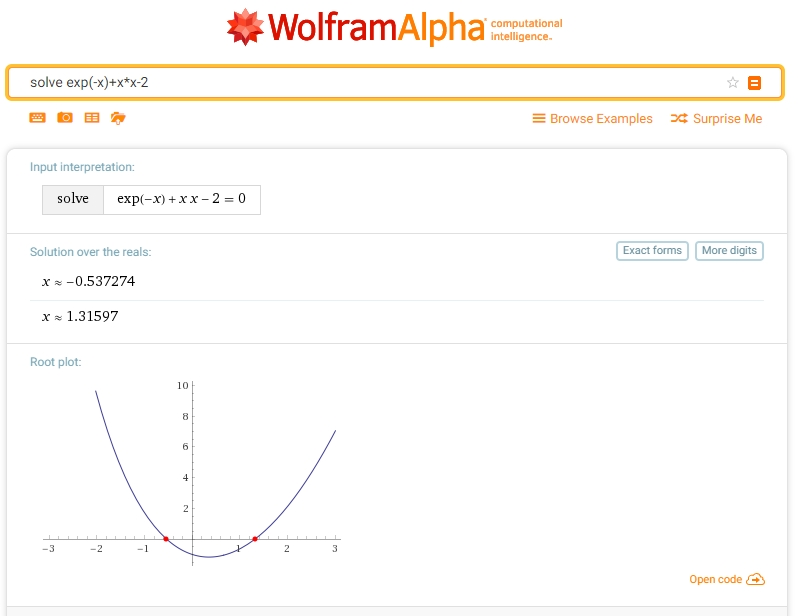 WolframAlpha computational
intelligence.
solve exp(-x)+x*x-2
Browse Examples Surprise Me
Input interpretation:
solve exp(−x) + x x − 2 = 0
Solution over the reals:
Exact forms More digits
x ≈ −0.537274
x ≈ 1.31597
Root plot:
10
8
6
4
2
−3 −2 −1 1 2 3
Open code